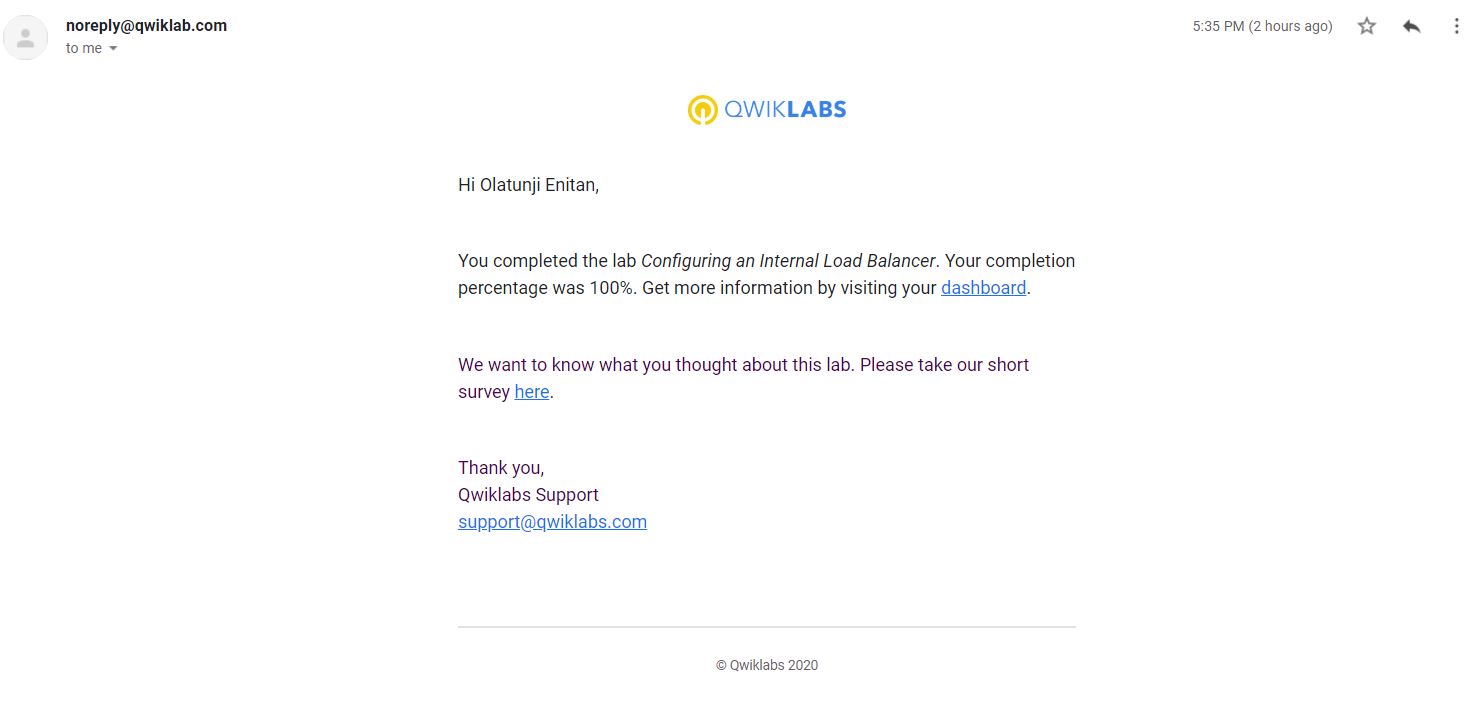 noreply@qwiklab.com
5:35 PM (2 hours ago)
to me
QWIKLABS
Hi Olatunji Enitan,
You completed the lab Configuring an Internal Load Balancer. Your completion
percentage was 100%. Get more information by visiting your dashboard.
We want to know what you thought about this lab. Please take our short
survey here.
Thank you,
Qwiklabs Support
support@qwiklabs.com
© Qwiklabs 2020